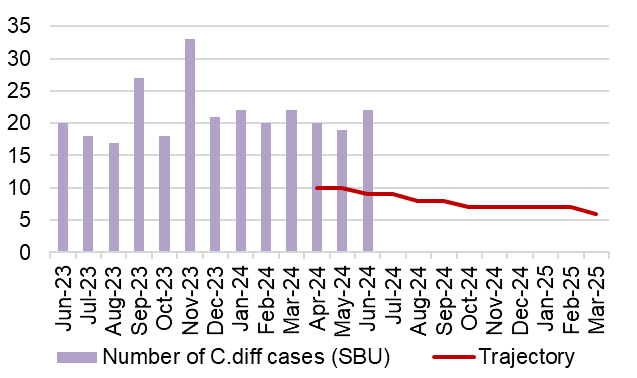 35
30
25
20
15
10
5
0
Jun-23
Jul-23
Aug-23
Sep-23
Oct-23
Nov-23
Dec-23
Jan-24
Feb-24
Mar-24
Apr-24
May-24
Jun-24
Jul-24
Aug-24
Sep-24
Oct-24
Nov-24
Dec-24
Jan-25
Feb-25
Mar-25
Number of C.diff cases (SBU)
Trajectory